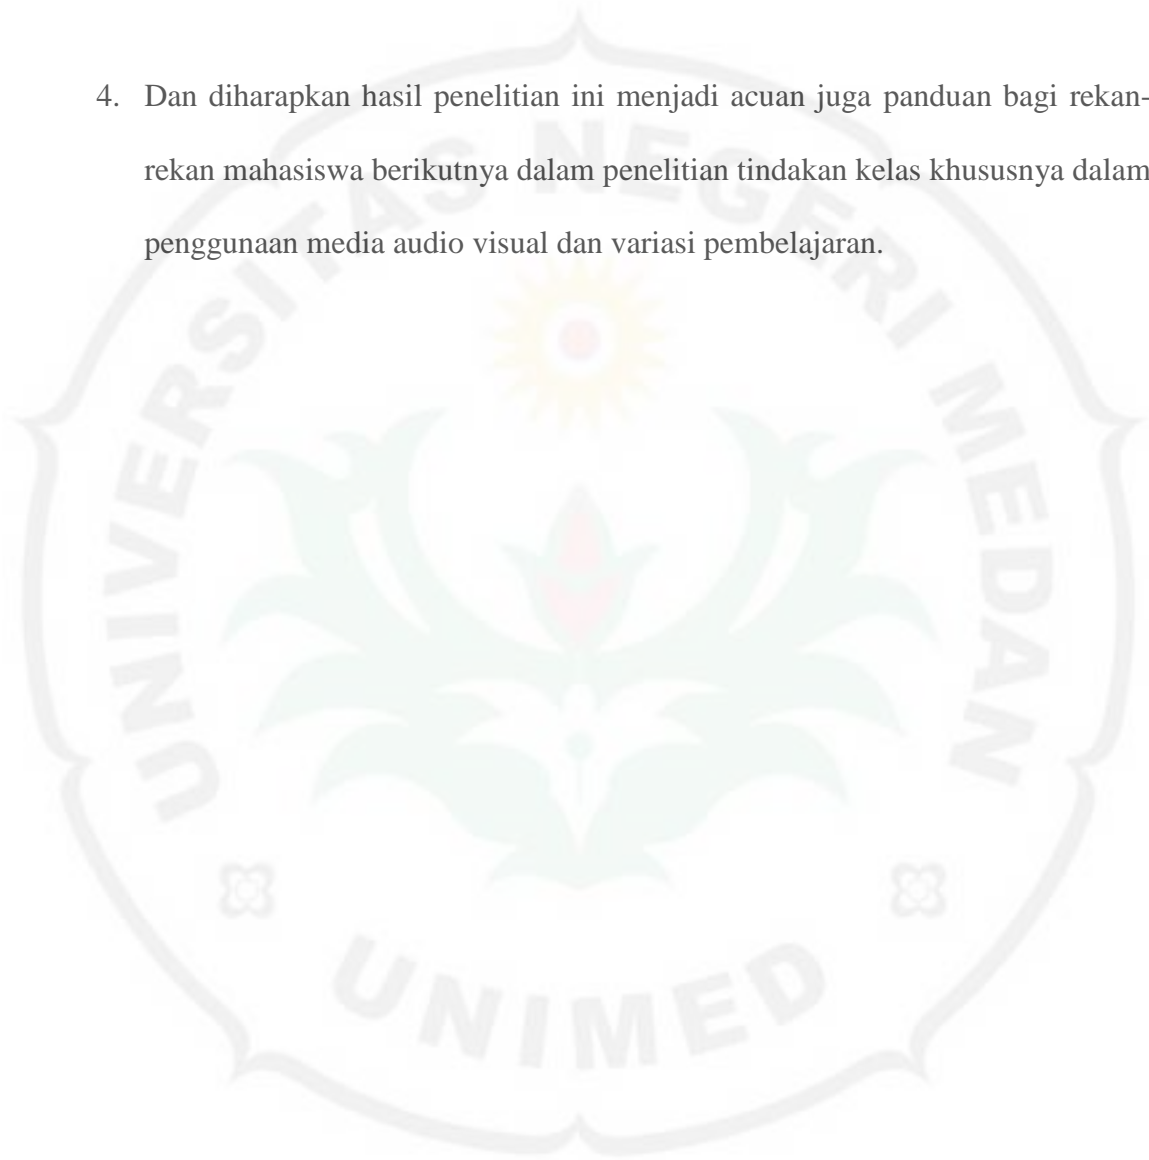 4. Dan diharapkan hasil penelitian ini menjadi acuan juga panduan bagi rekan-
rekan mahasiswa berikutnya dalam penelitian tindakan kelas khususnya dalam
penggunaan media audio visual dan variasi pembelajaran.
UNIVERSITAS NEGERI MEDAN
UNIMED